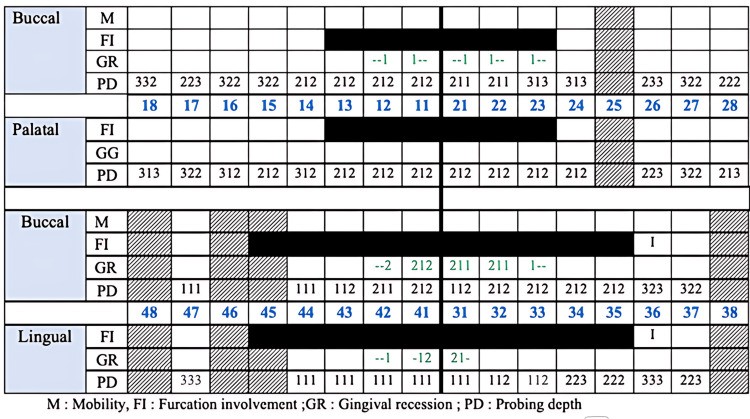 Buccal M
FI
GR --1 1-- --1 1-- 1--
PD 332 223 322 322 212 212 212 212 211 211 313 313 233 322 222
18 17 16 15 14 13 12 11 21 22 23 24 25 26 27 28
Palatal FI
GG
PD 313 322 312 212 312 212 212 212 212 212 212 212 223 322 213
Buccal M
FI I
GR --2 212 211 211 1--
PD 111 111 112 211 212 112 212 212 212 212 323 322
48 47 46 45 44 43 42 41 31 32 33 34 35 36 37 38
Lingual FI I
GR --1 -12 21-
PD 333 111 111 111 111 111 112 112 223 222 333 223
M : Mobility, FI : Furcation involvement ;GR : Gingival recession ; PD : Probing depth